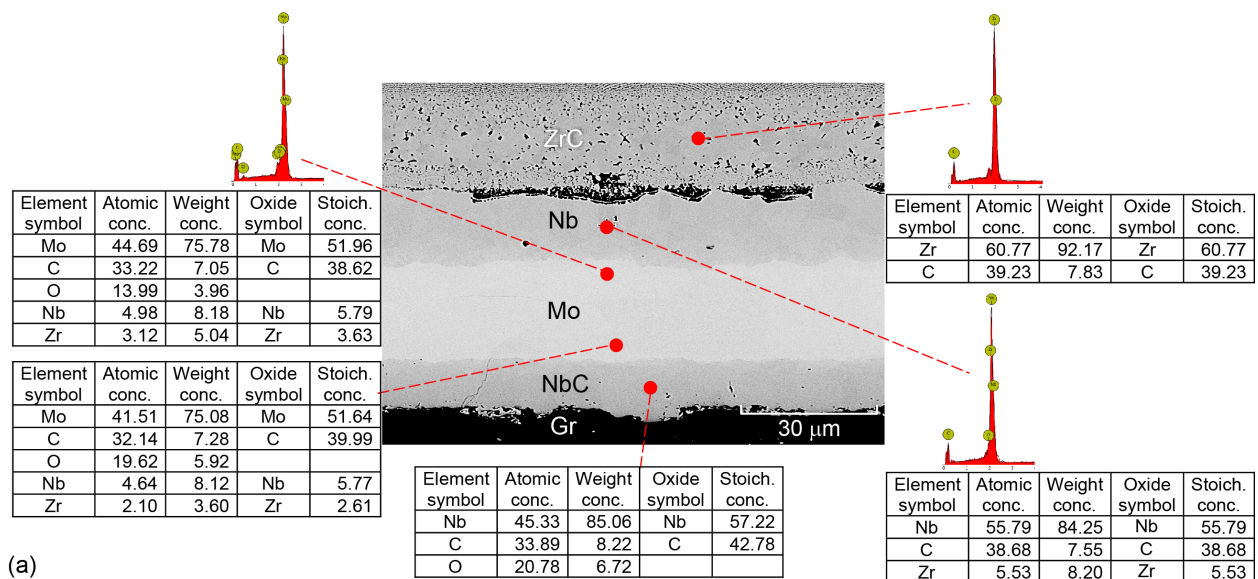 ZrC
Nb
Mo
NbC
Gr
30 μm
Element symbol Atomic conc. Weight conc. Oxide symbol Stoich. conc.
Mo 44.69 75.78 Mo 51.96
C 33.22 7.05 C 38.62
O 13.99 3.96
Nb 4.98 8.18 Nb 5.79
Zr 3.12 5.04 Zr 3.63
Element symbol Atomic conc. Weight conc. Oxide symbol Stoich. conc.
Mo 41.51 75.08 Mo 51.64
C 32.14 7.28 C 39.99
O 19.62 5.92
Nb 4.64 8.12 Nb 5.77
Zr 2.10 3.60 Zr 2.61
Element symbol Atomic conc. Weight conc. Oxide symbol Stoich. conc.
Nb 45.33 85.06 Nb 57.22
C 33.89 8.22 C 42.78
O 20.78 6.72
Element symbol Atomic conc. Weight conc. Oxide symbol Stoich. conc.
Zr 60.77 92.17 Zr 60.77
C 39.23 7.83 C 39.23
Element symbol Atomic conc. Weight conc. Oxide symbol Stoich. conc.
Nb 55.79 84.25 Nb 55.79
C 38.68 7.55 C 38.68
Zr 5.53 8.20 Zr 5.53
(a)